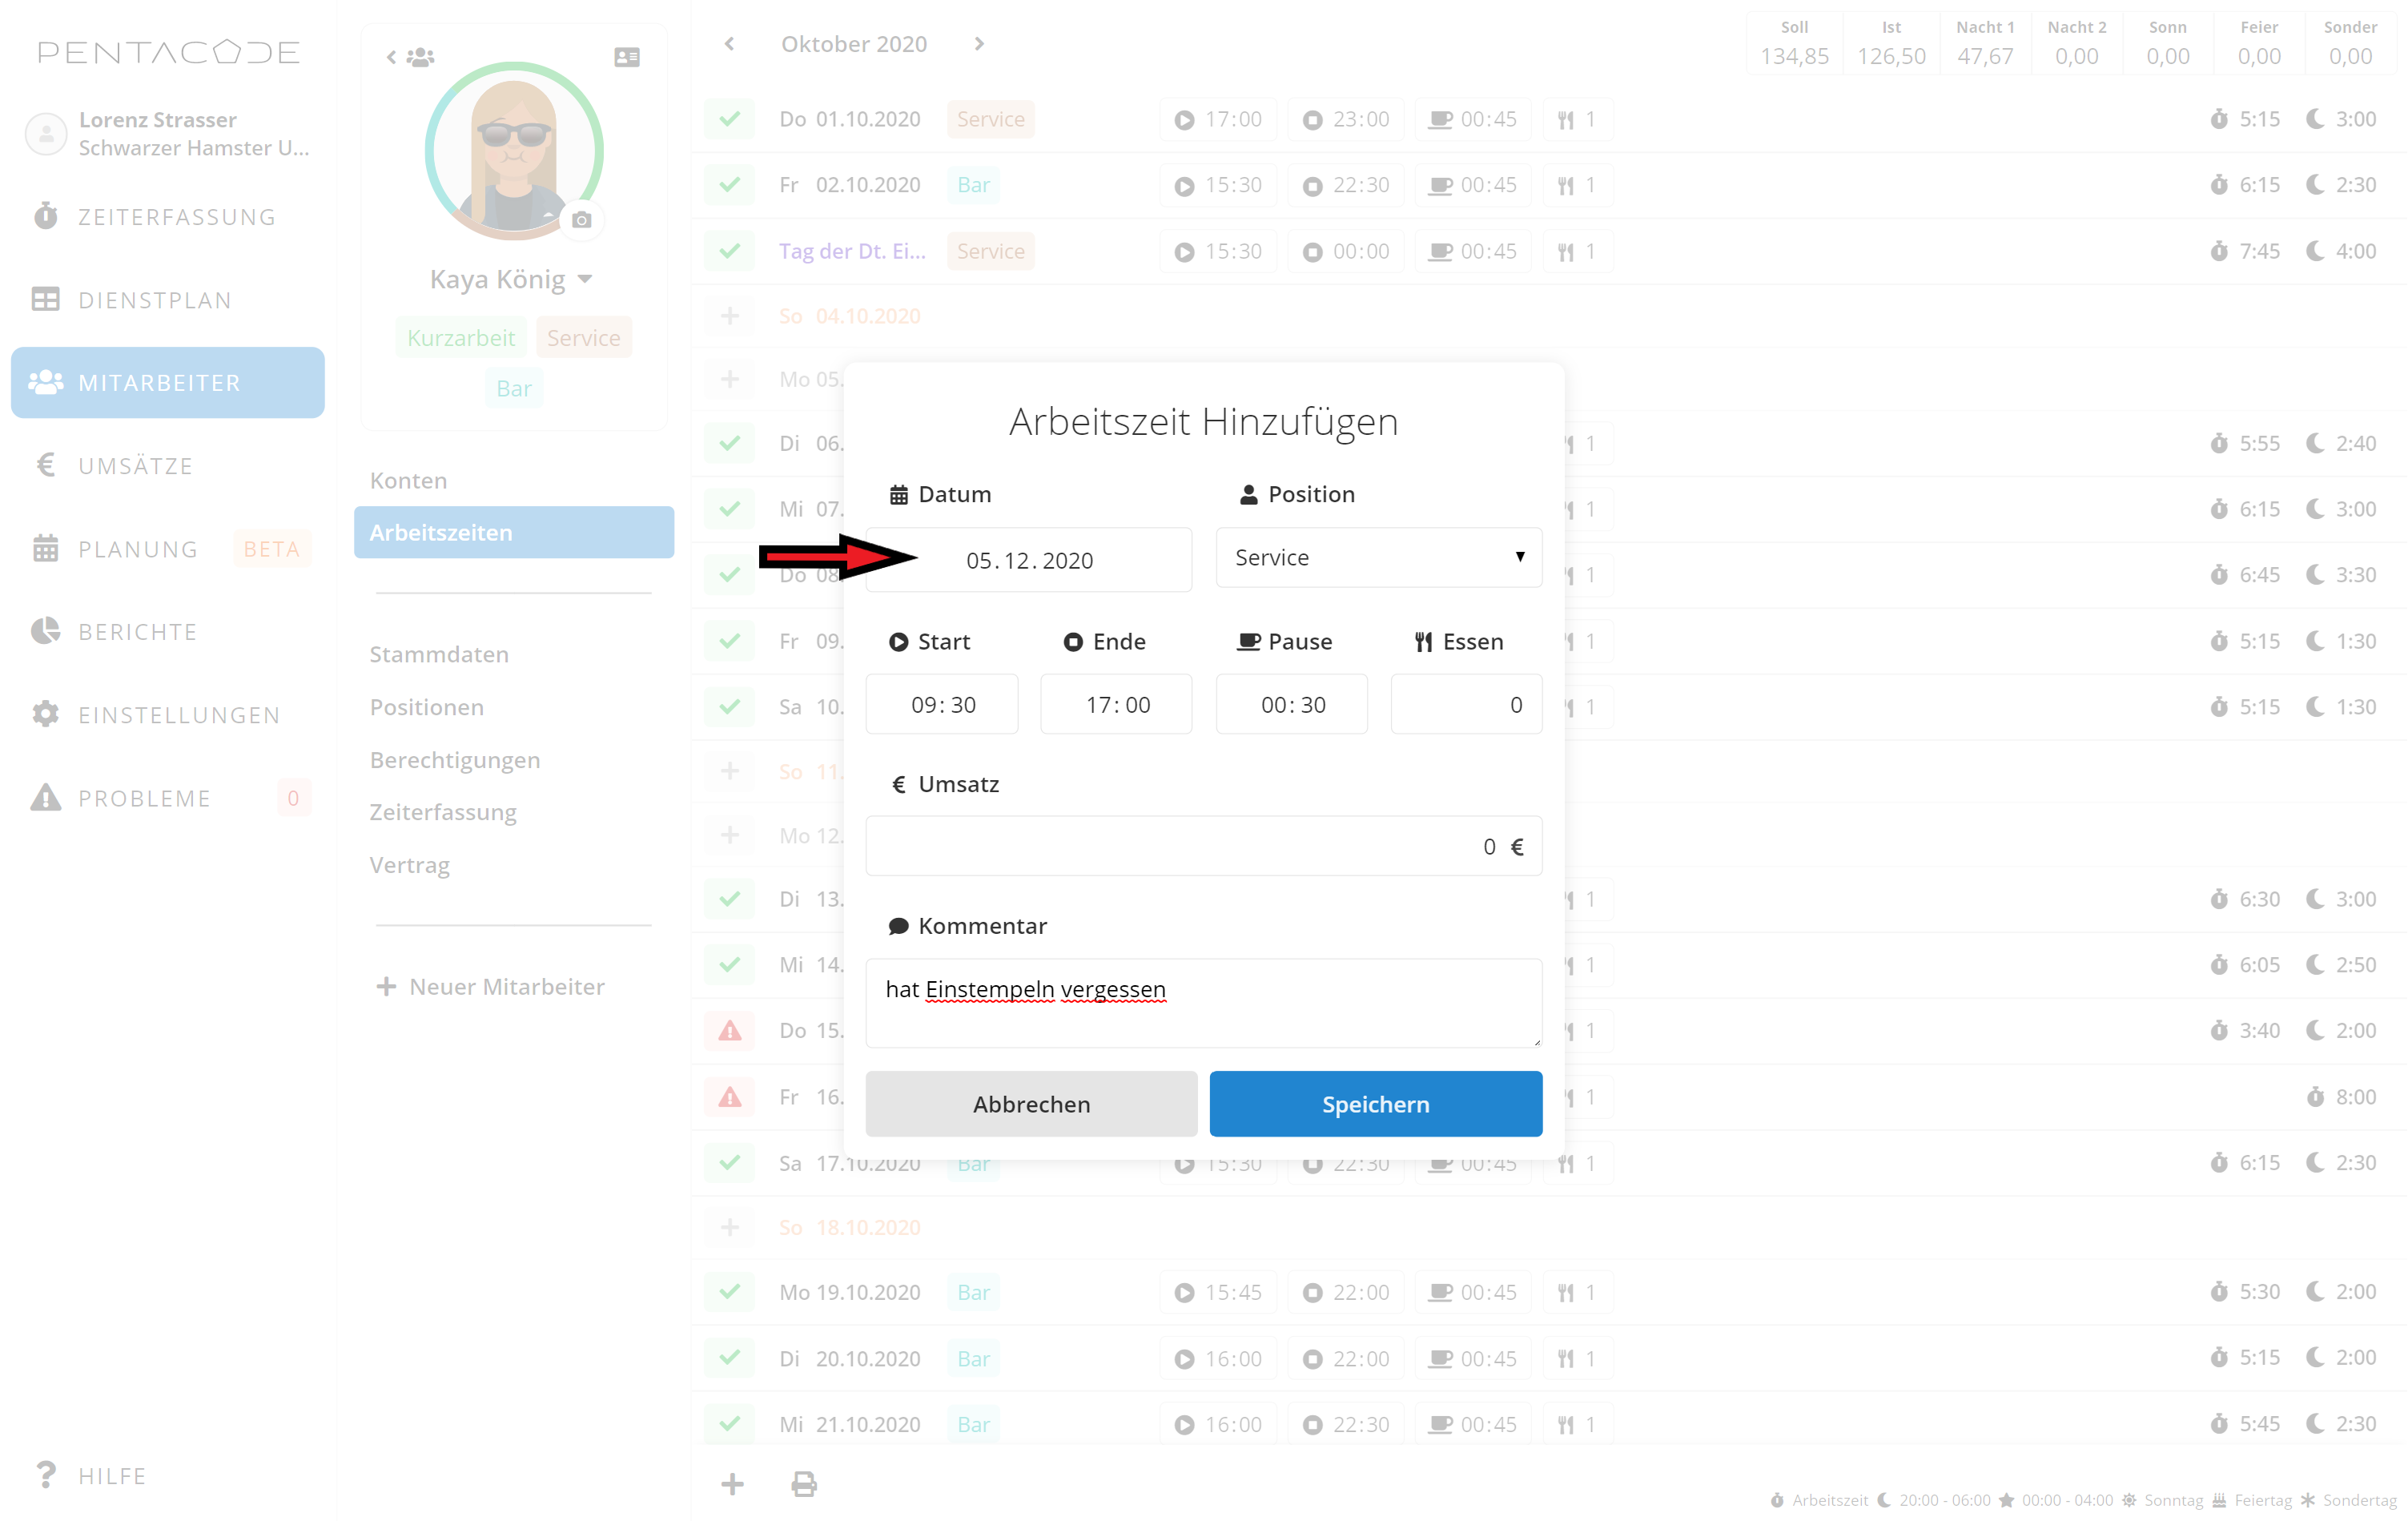 PENTACODE
Lorenz Strasser
Schwarzer Hamster U...
ZEITERFASSUNG
DIENSTPLAN
MITARBEITER
UMSÄTZE
PLANUNG BETA
BERICHTE
EINSTELLUNGEN
PROBLEME 0
HILFE
Kaya König
Kurzarbeit Service
Bar
Konten
Arbeitszeiten
Stammdaten
Positionen
Berechtigungen
Zeiterfassung
Vertrag
Neuer Mitarbeiter
Oktober 2020
Soll Ist Nacht 1 Nacht 2 Sonn Feier Sonder
134,85 126,50 47,67 0,00 0,00 0,00 0,00
Do 01.10.2020 Service 17:00 23:00 00:45 1 5:15 3:00
Fr 02.10.2020 Bar 15:30 22:30 00:45 1 6:15 2:30
Tag der Dt. Ei... Service 15:30 00:00 00:45 1 7:45 4:00
So 04.10.2020
Mo 05.
Di 06. 1 5:55 2:40
Mi 07. 1 6:15 3:00
Do 08. 1 6:45 3:30
Fr 09. 1 5:15 1:30
Sa 10. 1 5:15 1:30
So 11.
Mo 12.
Di 13. 1 6:30 3:00
Mi 14. 1 6:05 2:50
Do 15. 1 3:40 2:00
Fr 16. 1 8:00
Sa 17.10.2020 Bar 15:30 22:30 00:45 1 6:15 2:30
So 18.10.2020
Mo 19.10.2020 Bar 15:45 22:00 00:45 1 5:30 2:00
Di 20.10.2020 Bar 16:00 22:00 00:45 1 5:15 2:00
Mi 21.10.2020 Bar 16:00 22:30 00:45 1 5:45 2:30
Arbeitszeit Hinzufügen
Datum Position
05.12.2020 Service
Start Ende Pause Essen
09:30 17:00 00:30 0
Umsatz
0 €
Kommentar
hat Einstempeln vergessen
Abbrechen Speichern
Arbeitszeit 20:00 - 06:00 00:00 - 04:00 Sonntag Feiertag Sondertag